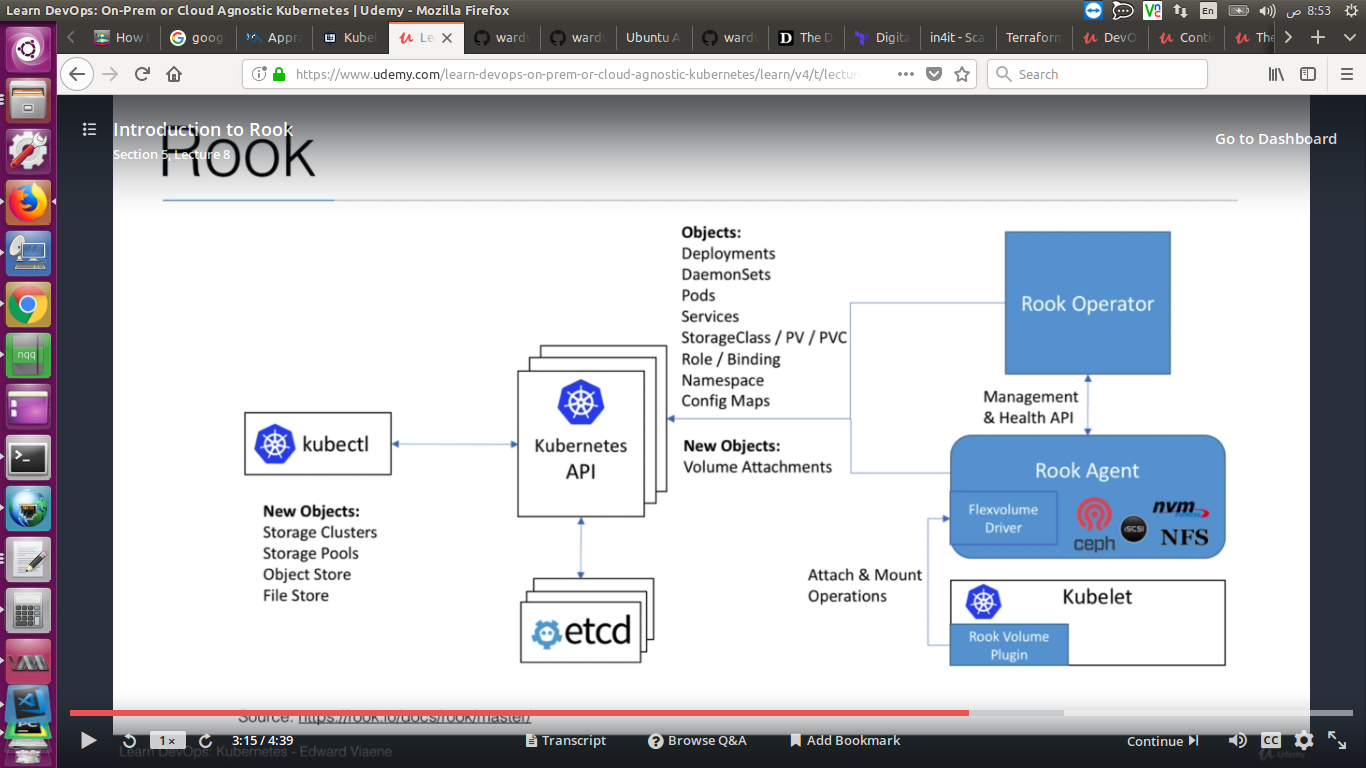 Learn DevOps: On-Prem or Cloud Agnostic Kubernetes | Udemy - Mozilla Firefox
En
8:53 ص
How
goog
Appra
Kubel
Le
ward
ward
Ubuntu A
ward
The D
Digita
in4it - Sca
Terraform
DevO
Conti
The
https://www.udemy.com/learn-devops-on-prem-or-cloud-agnostic-kubernetes/learn/v4/t/lectur
Search
Introduction to Rook
Section 5, Lecture 8
Go to Dashboard
Rook
Objects:
Deployments
DaemonSets
Pods
Services
StorageClass / PV / PVC
Role / Binding
Namespace
Config Maps
Rook Operator
Management
& Health API
kubectl
Kubernetes
API
New Objects:
Volume Attachments
Rook Agent
Flexvolume
Driver
ceph
iSCSI
nvm
NFS
New Objects:
Storage Clusters
Storage Pools
Object Store
File Store
Attach & Mount
Operations
Kubelet
Rook Volume
Plugin
etcd
Source: https://rook.io/docs/rook/master/
1×
3:15 / 4:39
Transcript
Browse Q&A
Add Bookmark
Continue
CC
Learn DevOps: Kubernetes - Edward Viaene
Udemy
nqq